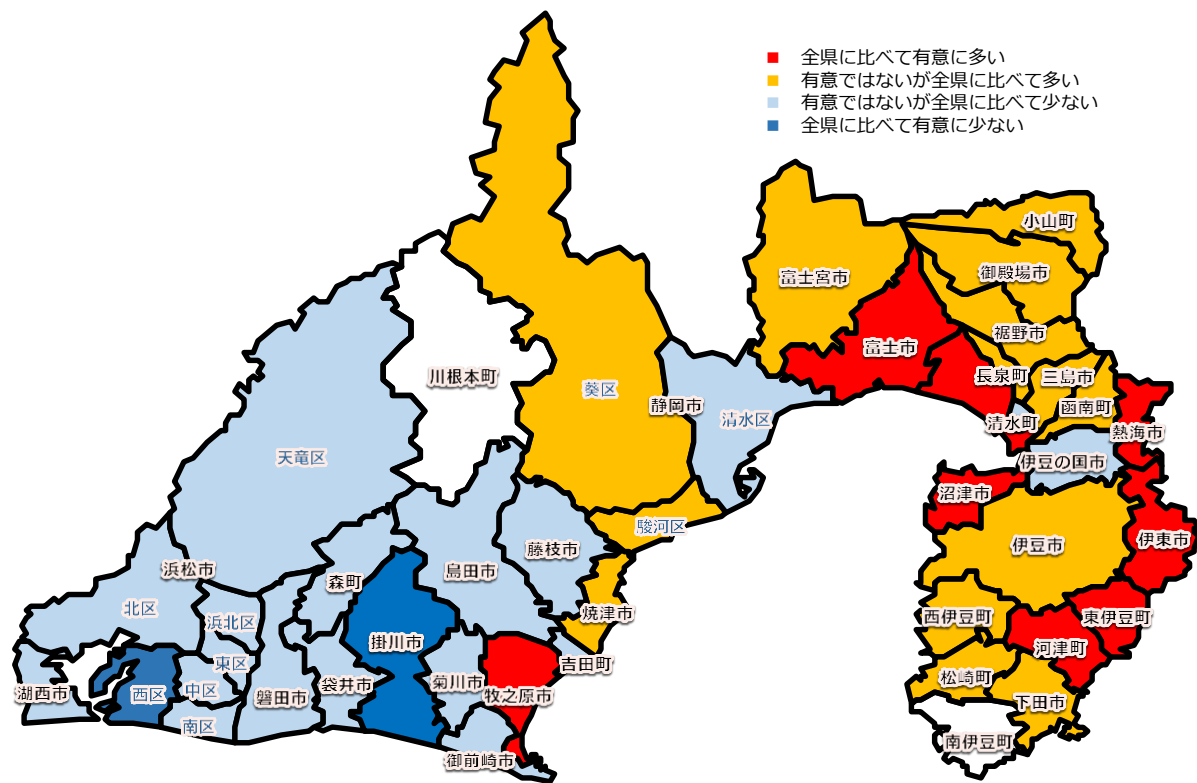 全県に比べて有意に多い
有意ではないが全県に比べて多い
有意ではないが全県に比べて少ない
全県に比べて有意に少ない
小山町
御殿場市
富士宮市
裾野市
富士市
長泉町
三島市
函南町
川根本町
葵区
静岡市
清水区
清水町
熱海市
天竜区
伊豆の国市
沼津市
駿河区
伊豆市
伊東市
藤枝市
浜松市
島田市
森町
北区
浜北区
焼津市
西伊豆町
東伊豆町
掛川市
河津町
東区
吉田町
湖西市
西区
中区
磐田市
袋井市
菊川市
牧之原市
松崎町
下田市
南区
御前崎市
南伊豆町